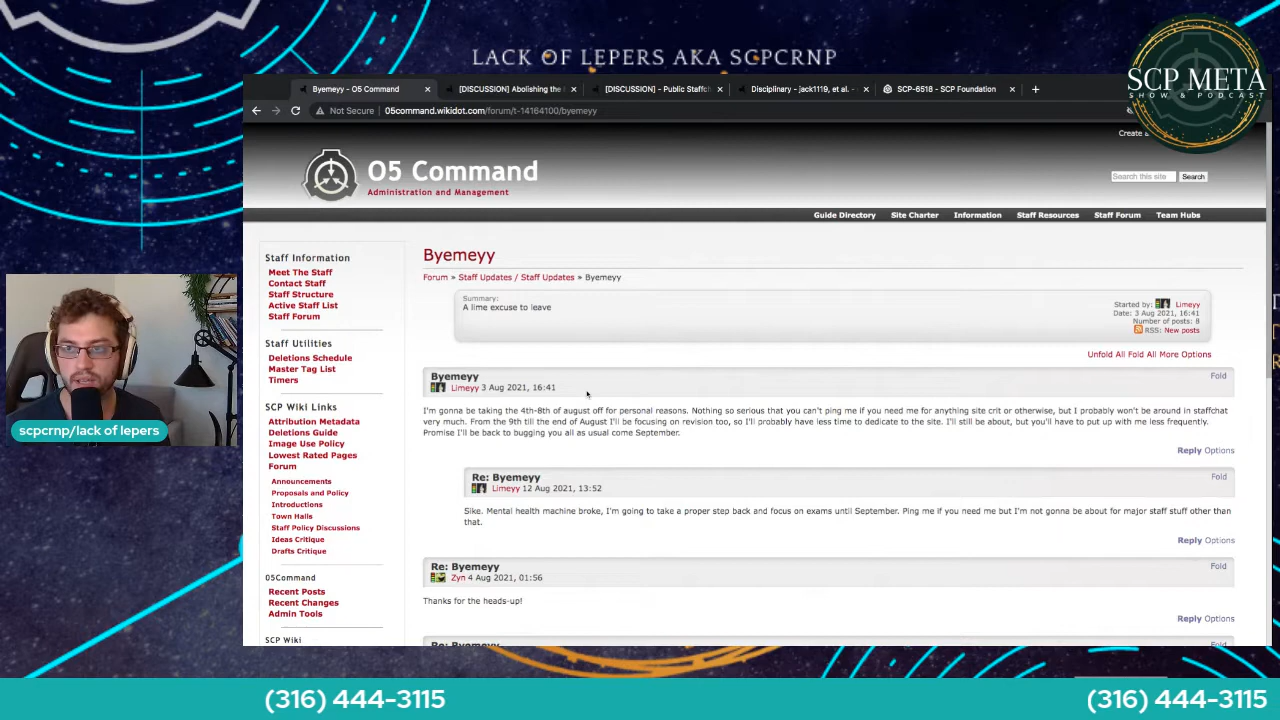 LACK OF LEPERS AKA SCPCRNP
SCP META
SHOW & PODCAST
Byemeyy - O5 Command
[DISCUSSION] Abolishing the
[DISCUSSION] - Public Staffch
Disciplinary - jack1119, et al. -
SCP-6518 - SCP Foundation
Not Secure
05command.wikidot.com/forum/t-14164100/byemeyy
Create
O5 Command
Administration and Management
Search this site
Search
Guide Directory
Site Charter
Information
Staff Resources
Staff Forum
Team Hubs
Staff Information
Meet The Staff
Contact Staff
Staff Structure
Active Staff List
Staff Forum
Staff Utilities
Deletions Schedule
Master Tag List
Timers
SCP Wiki Links
Attribution Metadata
Deletions Guide
Image Use Policy
Lowest Rated Pages
Forum
Announcements
Proposals and Policy
Introductions
Town Halls
Staff Policy Discussions
Ideas Critique
Drafts Critique
05Command
Recent Posts
Recent Changes
Admin Tools
SCP Wiki
Byemeyy
Forum » Staff Updates / Staff Updates » Byemeyy
Summary:
A lime excuse to leave
Started by: Limeyy
Date: 3 Aug 2021, 16:41
Number of posts: 8
RSS: New posts
Unfold All Fold All More Options
Byemeyy
Fold
Limeyy 3 Aug 2021, 16:41
I'm gonna be taking the 4th-8th of august off for personal reasons. Nothing so serious that you can't ping me if you need me for anything site crit or otherwise, but I probably won't be around in staffchat
very much. From the 9th till the end of August I'll be focusing on revision too, so I'll probably have less time to dedicate to the site. I'll still be about, but you'll have to put up with me less frequently.
Promise I'll be back to bugging you all as usual come September.
Reply Options
Re: Byemeyy
Fold
Limeyy 12 Aug 2021, 13:52
Sike. Mental health machine broke, I'm going to take a proper step back and focus on exams until September. Ping me if you need me but I'm not gonna be about for major staff stuff other than
that.
Reply Options
Re: Byemeyy
Fold
Zyn 4 Aug 2021, 01:56
Thanks for the heads-up!
Reply Options
Re: Byemeyy
Fold
scpcrnp/lack of lepers
(316) 444-3115
(316) 444-3115